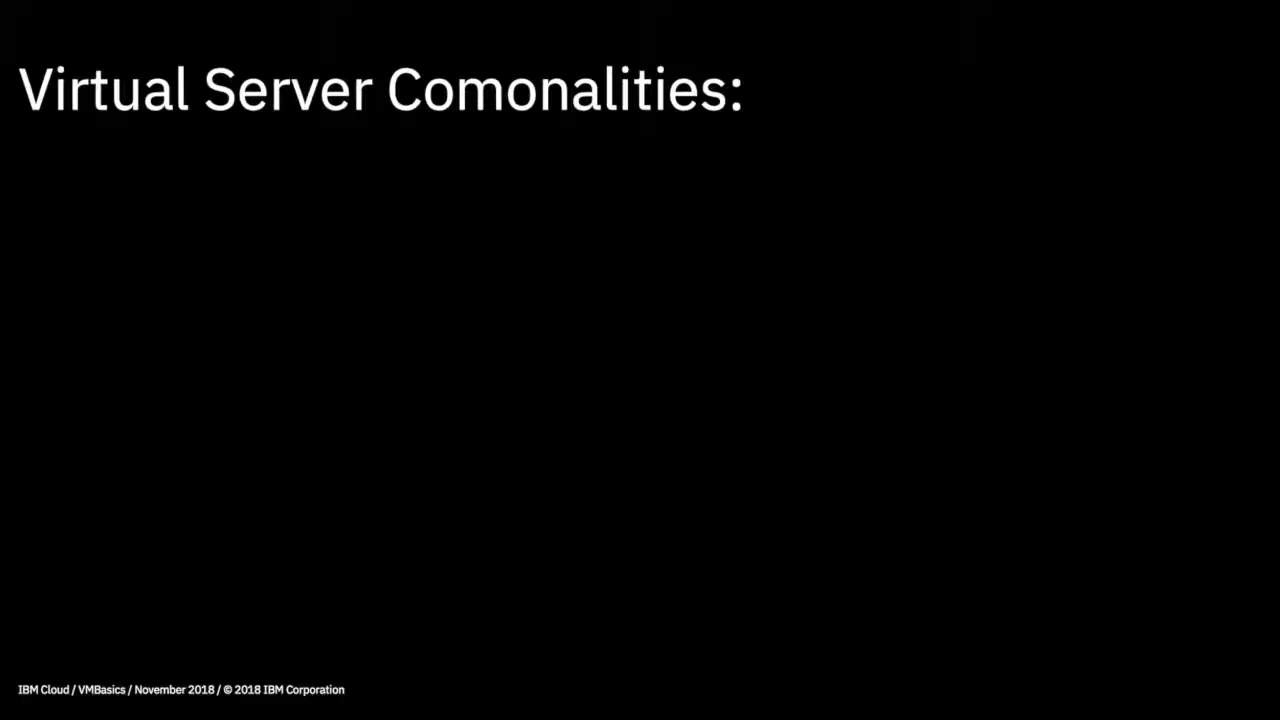 Virtual Server Comonalities:
IBM Cloud / VMBasics / November 2018 / © 2018 IBM Corporation